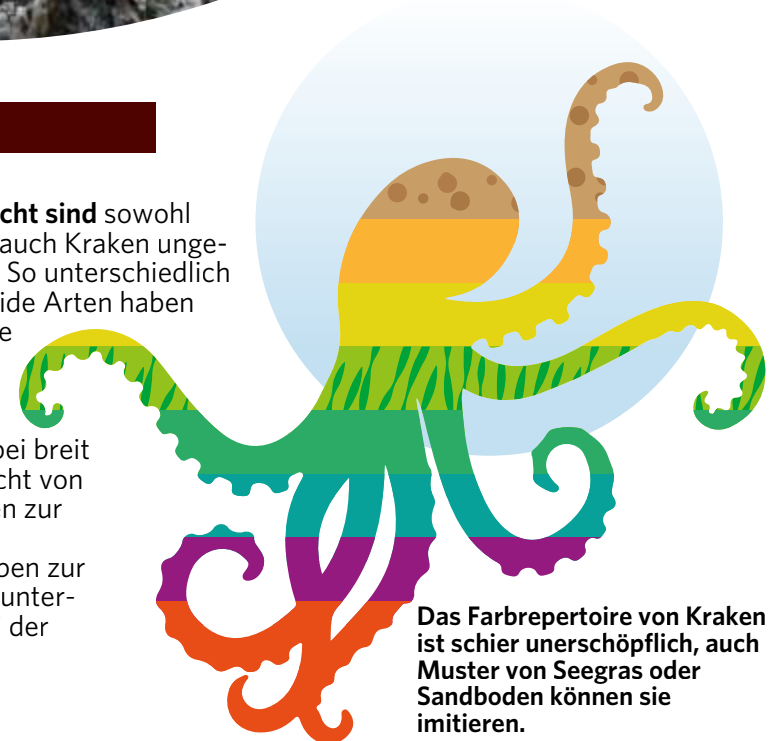 cht sind sowohl
auch Kraken unge-
So unterschiedlich
ide Arten haben
e
bei breit
cht von
n zur
ben zur
unter-
der
Das Farbrepertoire von Kraken
ist schier unerschöpflich, auch
Muster von Seegras oder
Sandboden können sie
imitieren.